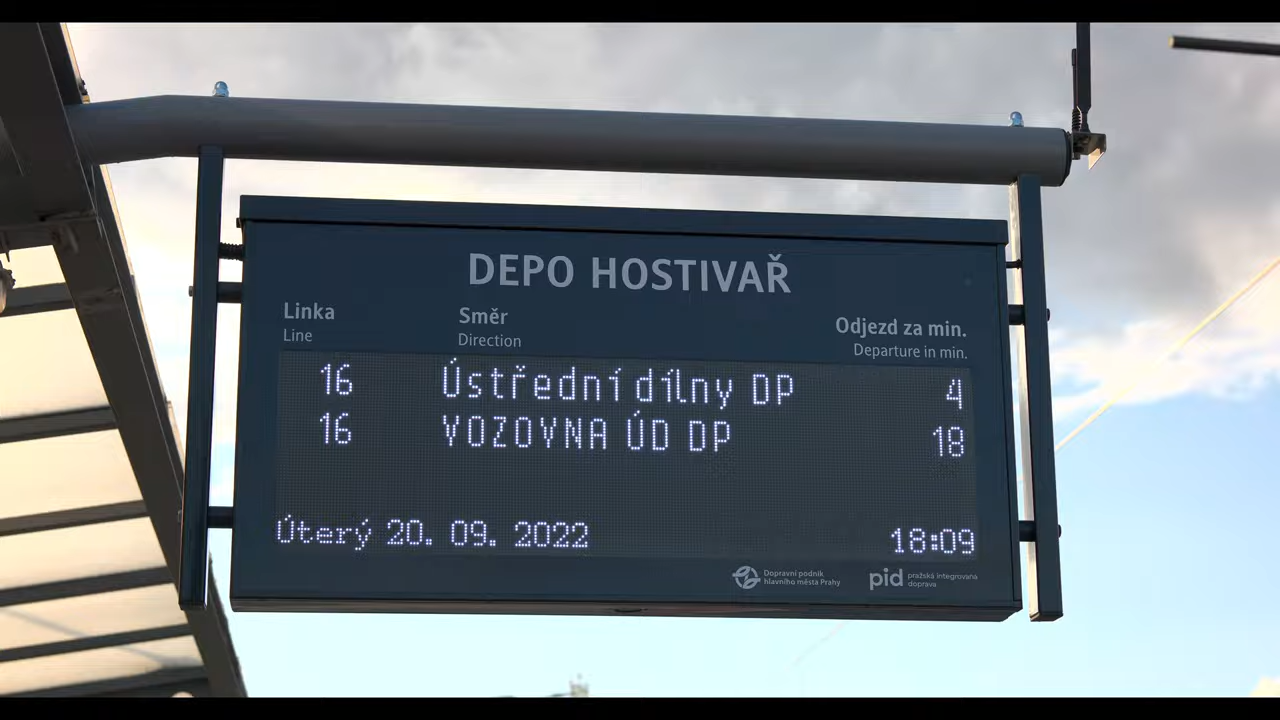 DEPO HOSTIVAŘ
Linka Směr Odjezd za min.
Line Direction Departure in min.
16 Ústřední dílny DP 4
16 VOZOVNA ÚD DP 18
Úterý 20. 09. 2022 18:09
Dopravní podnik
hlavního města Prahy
pid pražská integrovaná
doprava